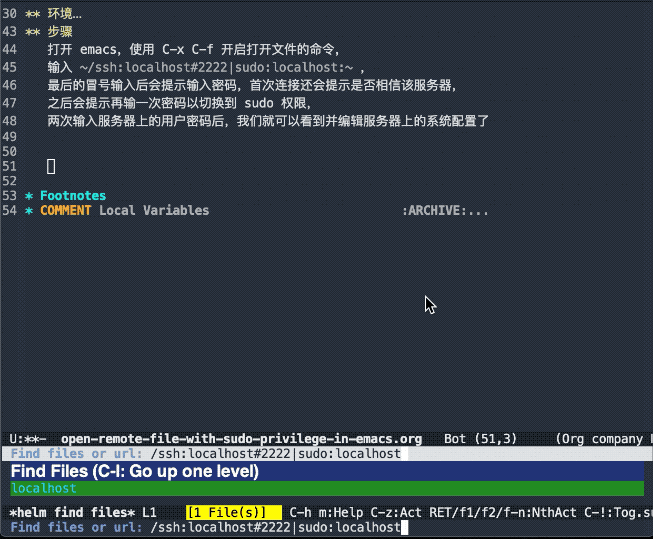 30 ** 环境…
43 ** 步骤
44 打开 emacs，使用 C-x C-f 开启打开文件的命令，
45 输入 ~/ssh:localhost#2222|sudo:localhost:~ ，
46 最后的冒号输入后会提示输入密码，首次连接还会提示是否相信该服务器，
47 之后会提示再输一次密码以切换到 sudo 权限，
48 两次输入服务器上的用户密码后，我们就可以看到并编辑服务器上的系统配置了
49
50
51
52
53 * Footnotes
54 * COMMENT Local Variables :ARCHIVE:...
U:**- open-remote-file-with-sudo-privilege-in-emacs.org Bot (51,3) (Org company
Find files or url: /ssh:localhost#2222|sudo:localhost
Find Files (C-l: Go up one level)
localhost
*helm find files* L1 [1 File(s)] C-h m:Help C-z:Act RET/f1/f2/f-n:NthAct C-!:Tog.su
Find files or url: /ssh:localhost#2222|sudo:localhost